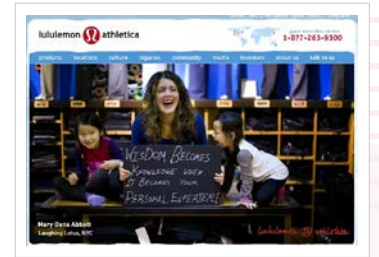 lululemon athletica
1-877-263-9300
products locations culture bigarias community media investors about us talk to us
WISDOM BECOMES
KNOWLEDGE WHEN
IT BECOMES YOUR
PERSONAL EXPERIENCE
Mary Dana Abbott
Laughing Lotus, NYC
lululemon athletica